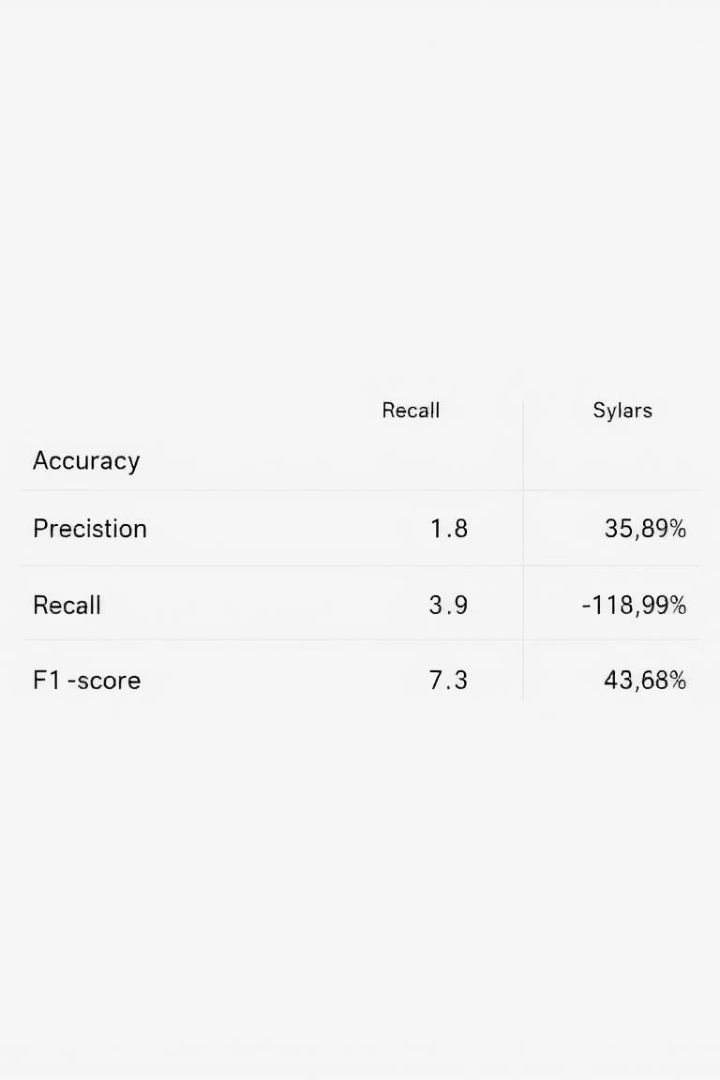 Recall Sylars
Accuracy
Precistion 1.8 35,89%
Recall 3.9 -118,99%
F1 -score 7.3 43,68%